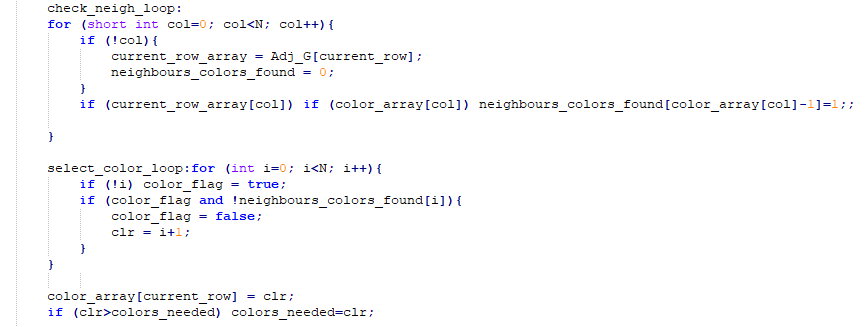 check_neigh_loop:
for (short int col=0; col<N; col++){
if (!col){
current_row_array = Adj_G[current_row];
neighbours_colors_found = 0;
}
if (current_row_array[col]) if (color_array[col]) neighbours_colors_found[color_array[col]-1]=1;;
}
select_color_loop:for (int i=0; i<N; i++){
if (!i) color_flag = true;
if (color_flag and !neighbours_colors_found[i]){
color_flag = false;
clr = i+1;
}
}
color_array[current_row] = clr;
if (clr>colors_needed) colors_needed=clr;